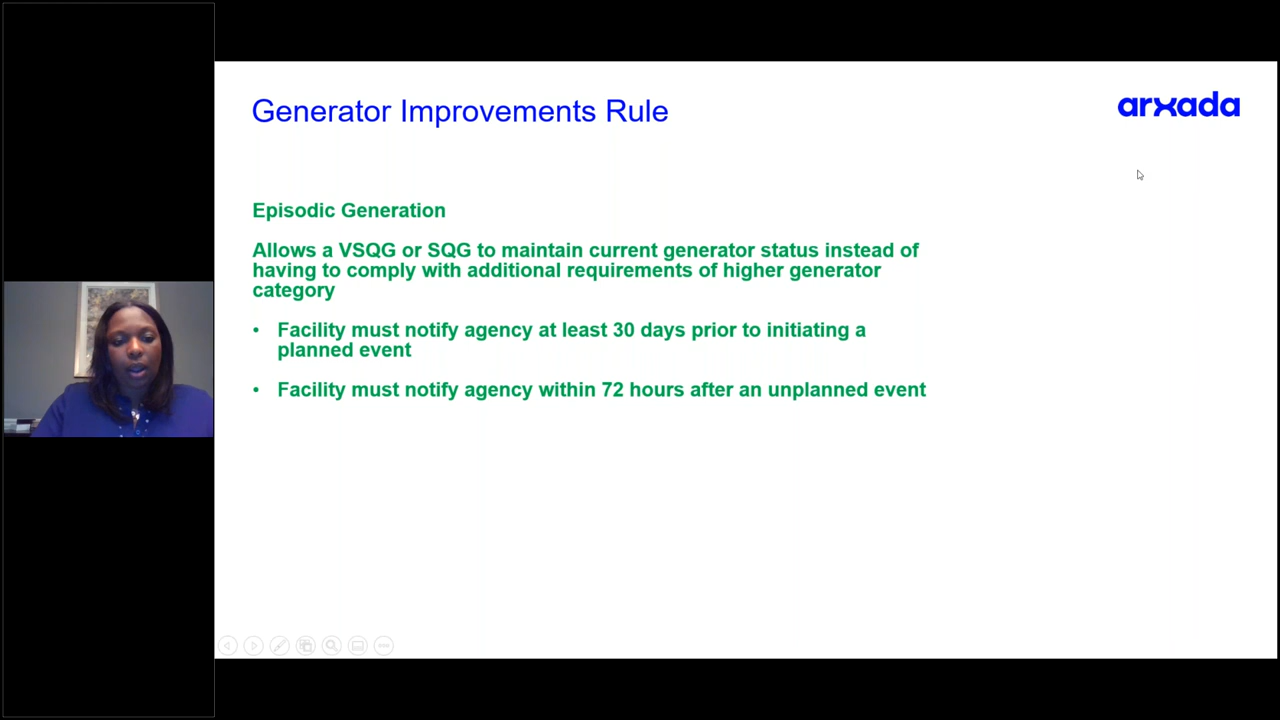 Generator Improvements Rule
arxada
Episodic Generation
Allows a VSQG or SQG to maintain current generator status instead of
having to comply with additional requirements of higher generator
category
• Facility must notify agency at least 30 days prior to initiating a
planned event
• Facility must notify agency within 72 hours after an unplanned event